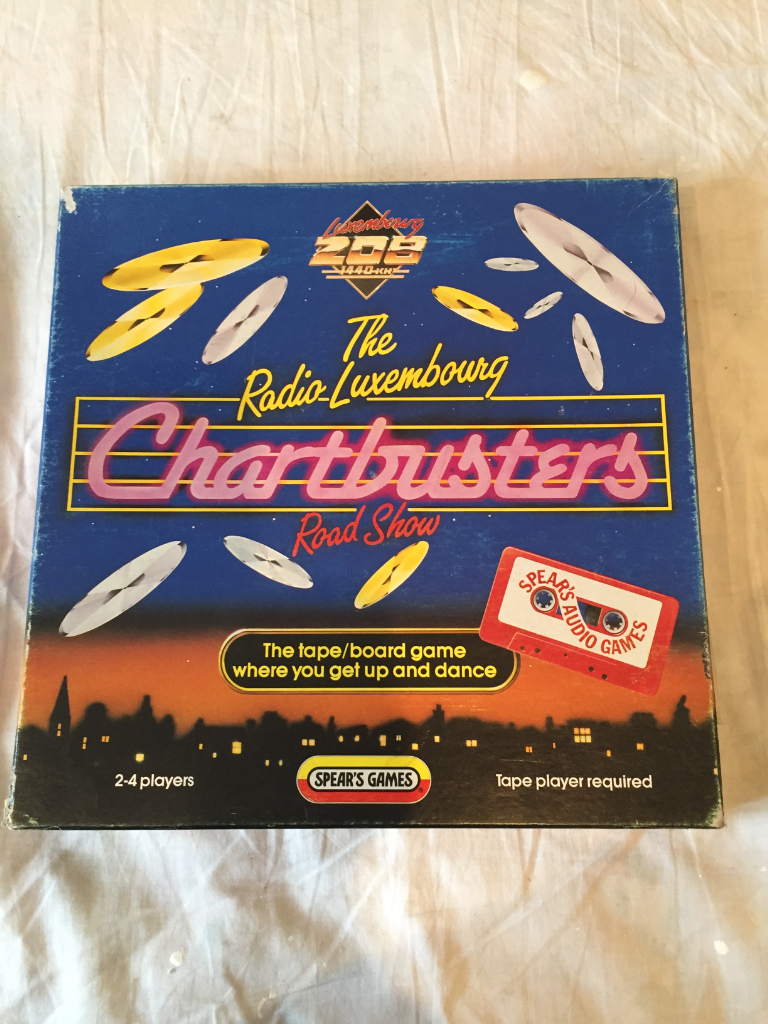 Luxembourg
208
1440 KH
The
Radio Luxembourg
Chartbusters
Road Show
SPEAR'S AUDIO GAMES
The tape/board game
where you get up and dance
2-4 players
SPEAR'S GAMES
Tape player required